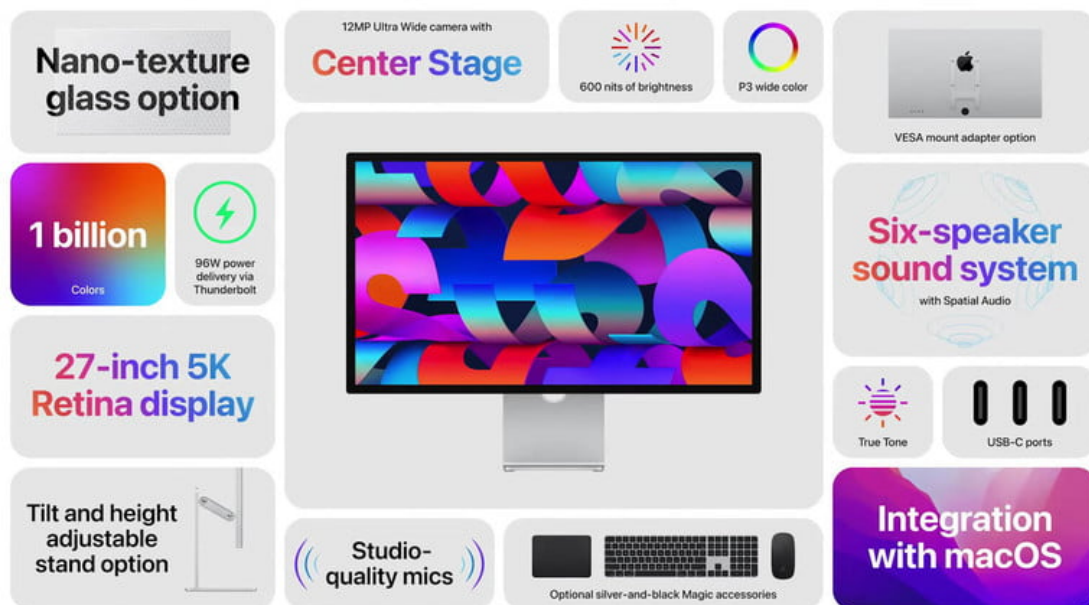 Nano-texture
glass option
12MP Ultra Wide camera with
Center Stage
600 nits of brightness
P3 wide color
VESA mount adapter option
1 billion
Colors
96W power
delivery via
Thunderbolt
Six-speaker
sound system
with Spatial Audio
27-inch 5K
Retina display
True Tone
USB-C ports
Tilt and height
adjustable
stand option
Studio-
quality mics
Optional silver-and-black Magic accessories
Integration
with macOS